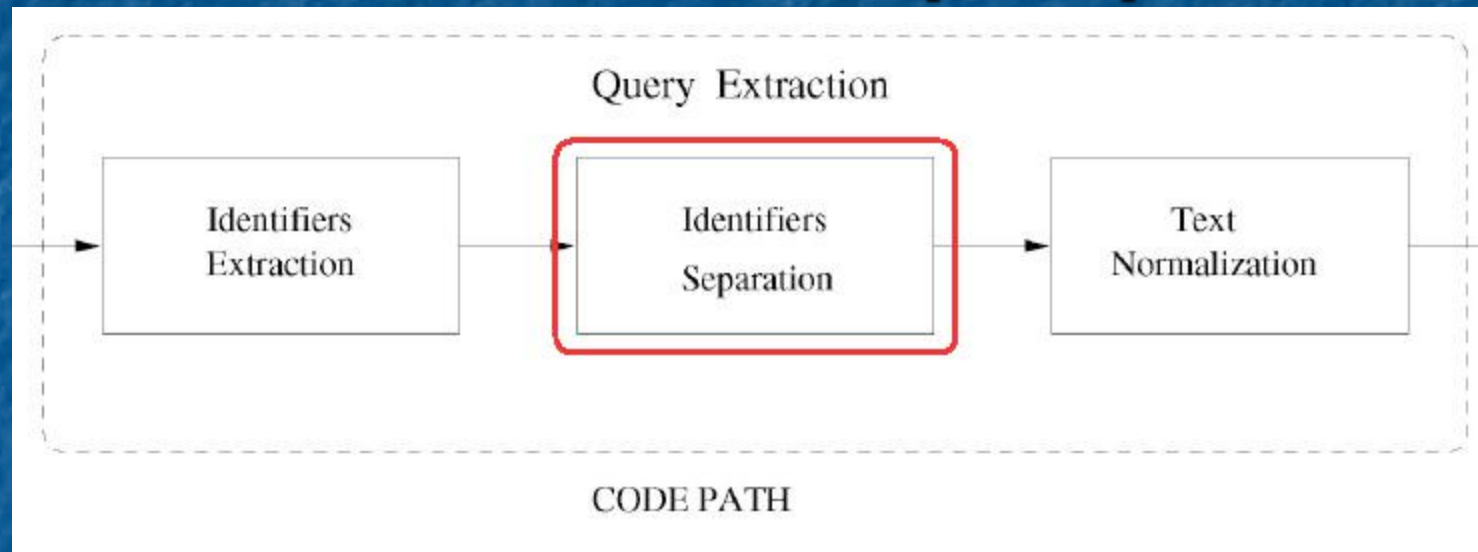 Query Extraction
Identifiers
Extraction
Identifiers
Separation
Text
Normalization
CODE PATH